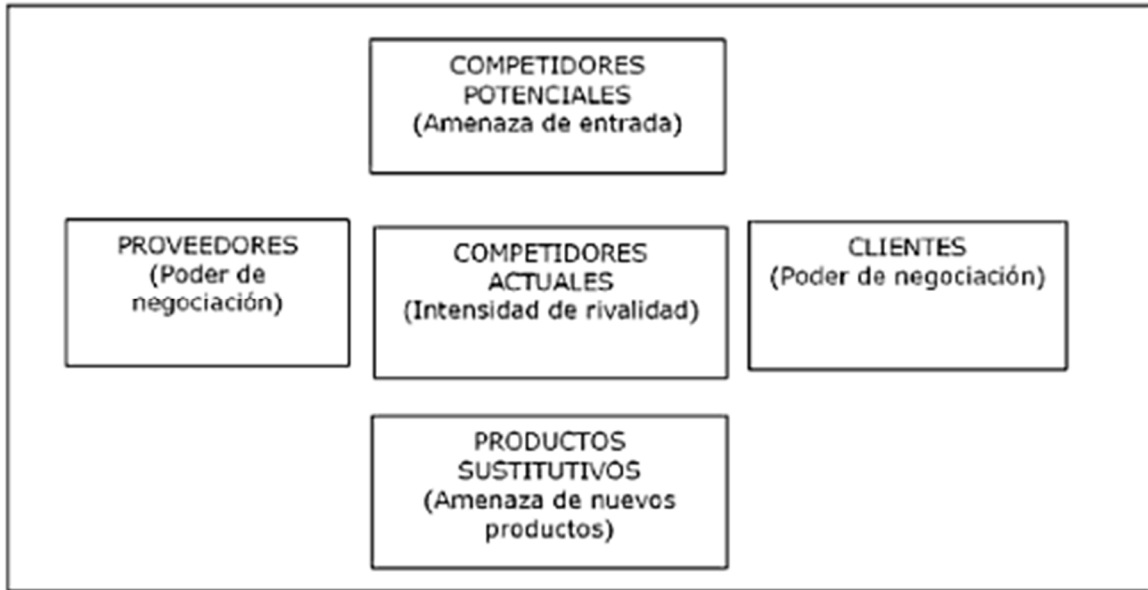 COMPETIDORES
POTENCIALES
(Amenaza de entrada)
PROVEEDORES
(Poder de
negociación)
COMPETIDORES
ACTUALES
(Intensidad de rivalidad)
CLIENTES
(Poder de negociación)
PRODUCTOS
SUSTITUTIVOS
(Amenaza de nuevos
productos)